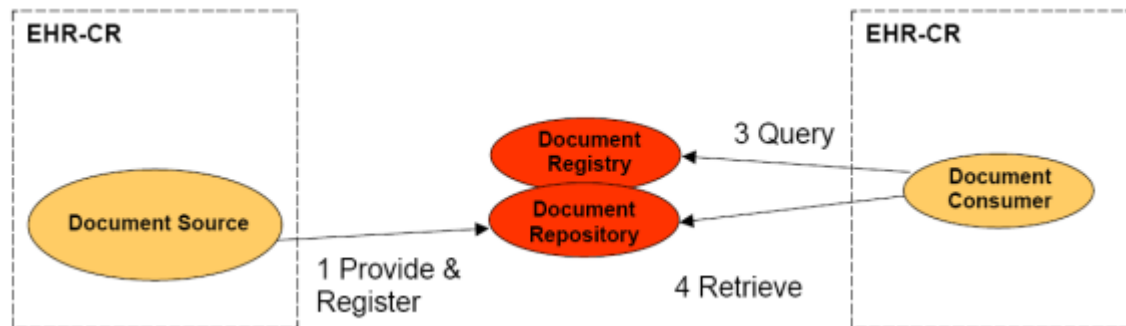 EHR-CR
EHR-CR
Document
Registry
3 Query
Document Source
Document
Repository
Document
Consumer
1 Provide &
Register
4 Retrieve